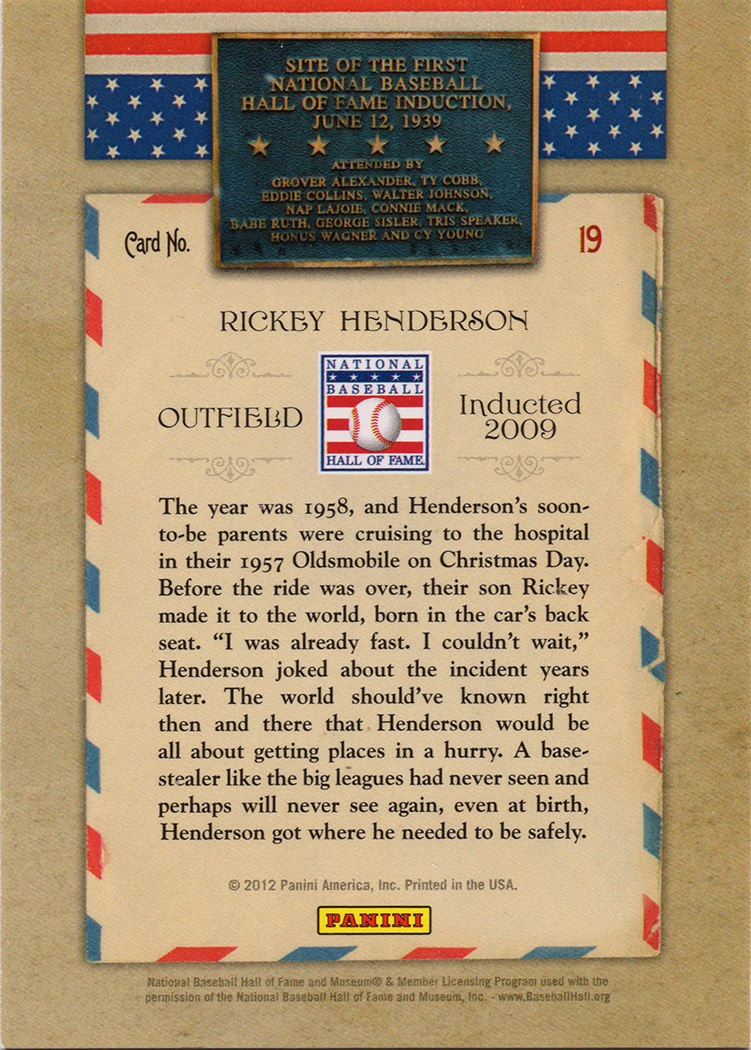 SITE OF THE FIRST
NATIONAL BASEBALL
HALL OF FAME INDUCTION,
JUNE 12, 1939
ATTENDED BY
GROVER ALEXANDER, TY COBB,
EDDIE COLLINS, WALTER JOHNSON,
NAP LAJOIE, CONNIE MACK,
BABE RUTH, GEORGE SISLER, TRIS SPEAKER,
HONUS WAGNER AND CY YOUNG
Card No. 19
RICKEY HENDERSON
OUTFIELD
NATIONAL
BASEBALL
HALL OF FAME
Inducted
2009
The year was 1958, and Henderson's soon-
to-be parents were cruising to the hospital
in their 1957 Oldsmobile on Christmas Day.
Before the ride was over, their son Rickey
made it to the world, born in the car's back
seat. "I was already fast. I couldn't wait,"
Henderson joked about the incident years
later. The world should've known right
then and there that Henderson would be
all about getting places in a hurry. A base-
stealer like the big leagues had never seen and
perhaps will never see again, even at birth,
Henderson got where he needed to be safely.
© 2012 Panini America, Inc. Printed in the USA.
PANINI
National Baseball Hall of Fame and Museum® & Member Licensing Program used with the
permission of the National Baseball Hall of Fame and Museum, Inc. - www.BaseballHall.org